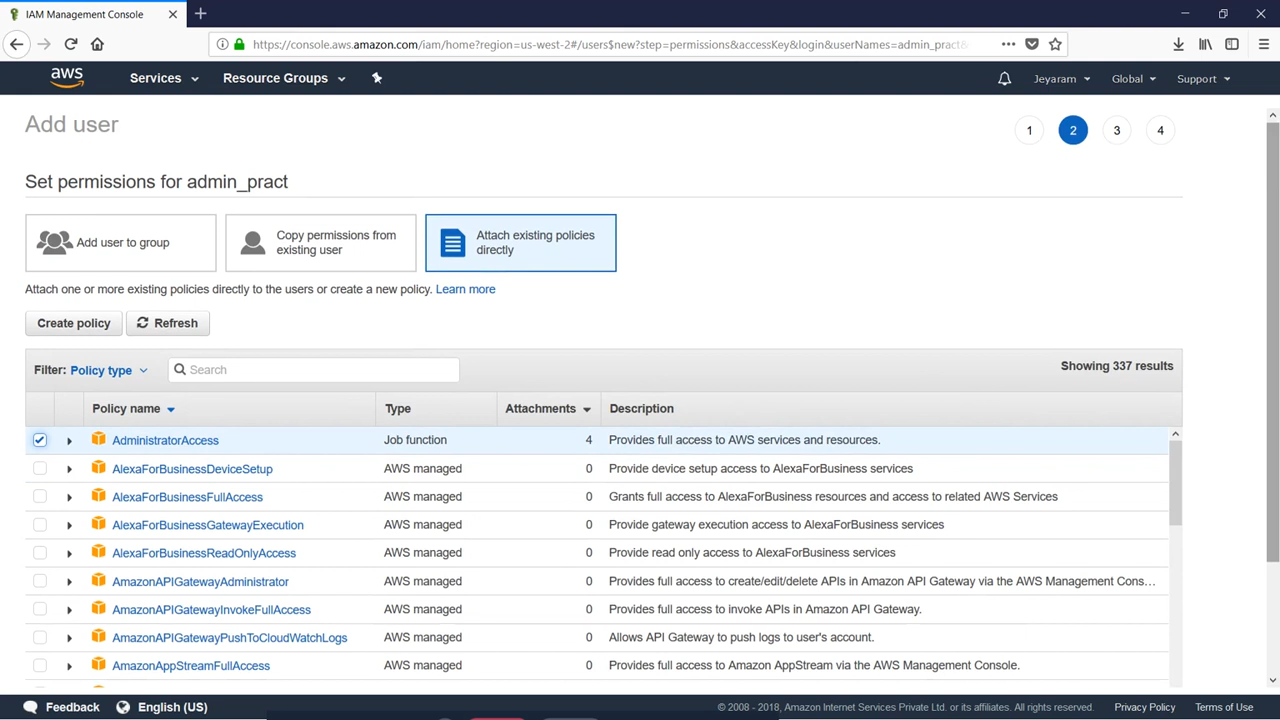 IAM Management Console
https://console.aws.amazon.com/iam/home?region=us-west-2#/users$new?step=permissions&accessKey&login&userNames=admin_pract&
aws
Services
Resource Groups
Jeyaram
Global
Support
Add user
1
2
3
4
Set permissions for admin_pract
Add user to group
Copy permissions from
existing user
Attach existing policies
directly
Attach one or more existing policies directly to the users or create a new policy. Learn more
Create policy
Refresh
Filter: Policy type
Search
Showing 337 results
Policy name
Type
Attachments
Description
AdministratorAccess Job function 4 Provides full access to AWS services and resources.
AlexaForBusinessDeviceSetup AWS managed 0 Provide device setup access to AlexaForBusiness services
AlexaForBusinessFullAccess AWS managed 0 Grants full access to AlexaForBusiness resources and access to related AWS Services
AlexaForBusinessGatewayExecution AWS managed 0 Provide gateway execution access to AlexaForBusiness services
AlexaForBusinessReadOnlyAccess AWS managed 0 Provide read only access to AlexaForBusiness services
AmazonAPIGatewayAdministrator AWS managed 0 Provides full access to create/edit/delete APIs in Amazon API Gateway via the AWS Management Cons…
AmazonAPIGatewayInvokeFullAccess AWS managed 0 Provides full access to invoke APIs in Amazon API Gateway.
AmazonAPIGatewayPushToCloudWatchLogs AWS managed 0 Allows API Gateway to push logs to user's account.
AmazonAppStreamFullAccess AWS managed 0 Provides full access to Amazon AppStream via the AWS Management Console.
Feedback
English (US)
© 2008 - 2018, Amazon Internet Services Private Ltd. or its affiliates. All rights reserved.
Privacy Policy
Terms of Use